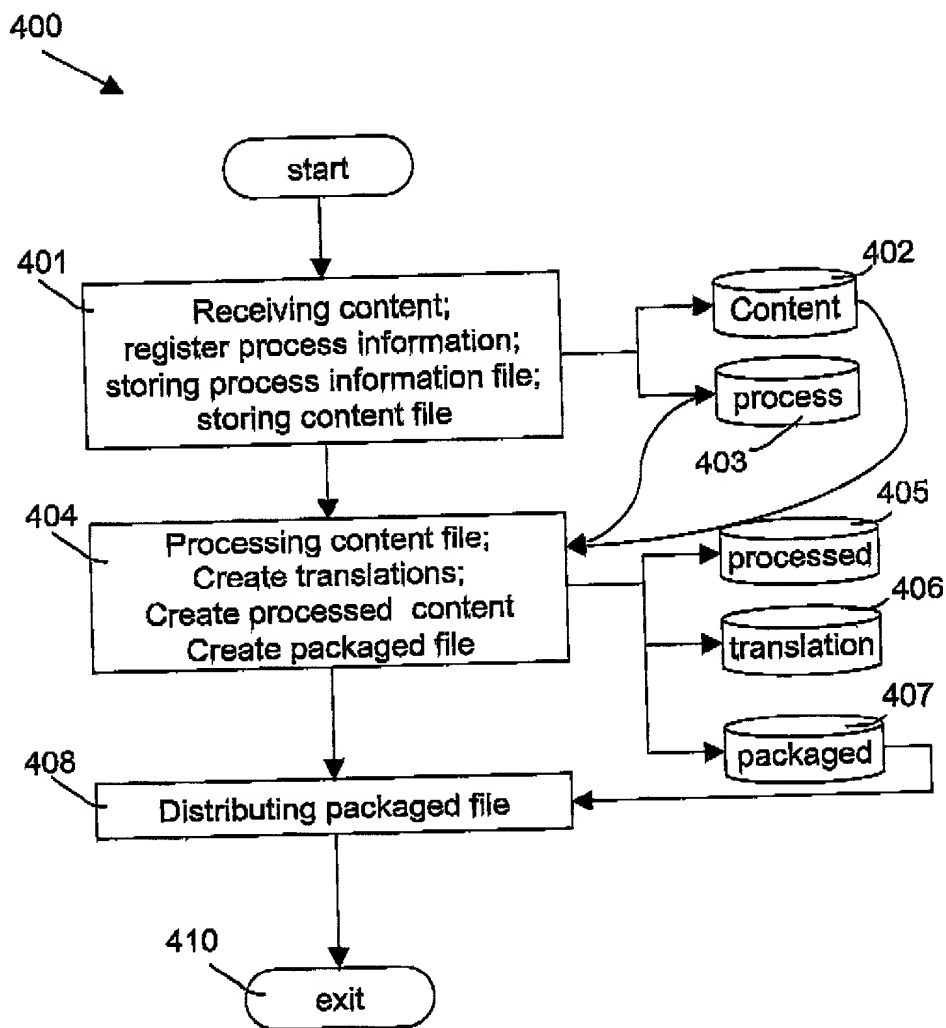 400
start
401
Receiving content;
register process information;
storing process information file;
storing content file
402
Content
process
403
404
Processing content file;
Create translations;
Create processed content
Create packaged file
405
processed
406
translation
407
packaged
408
Distributing packaged file
410
exit